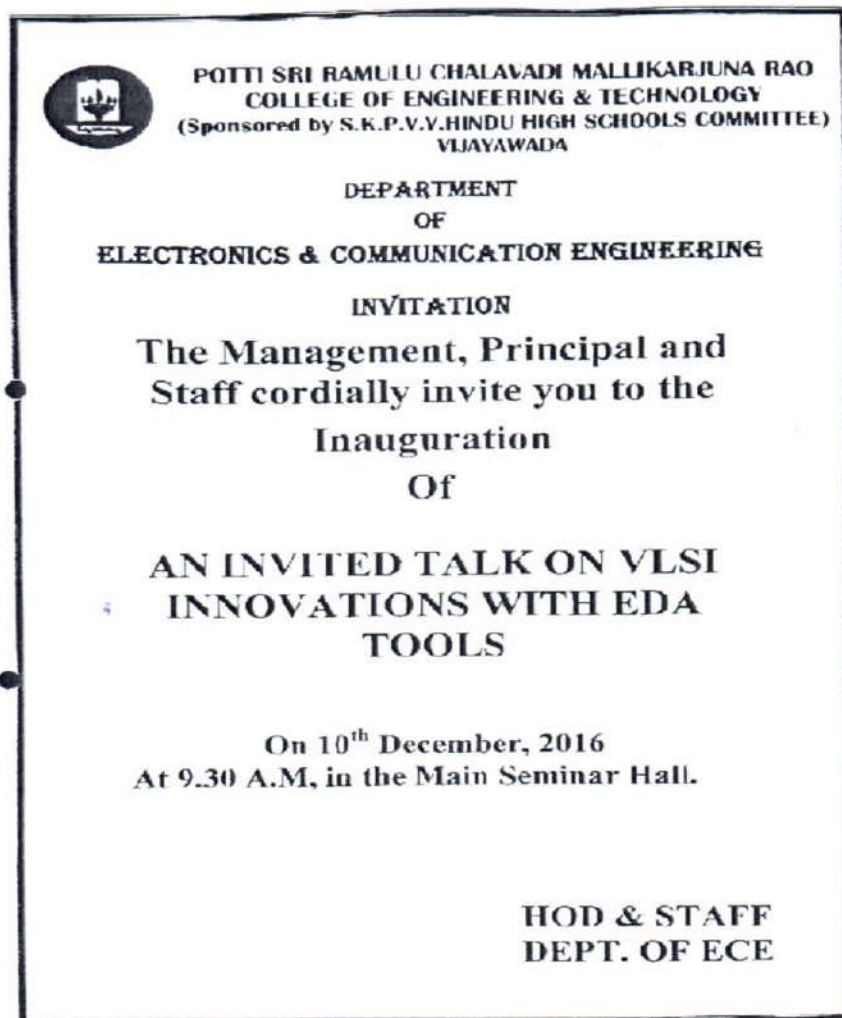 POTTI SRI RAMULU CHALAVADI MALLIKARJUNA RAO
COLLEGE OF ENGINEERING & TECHNOLOGY
(Sponsored by S.K.P.V.V.HINDU HIGH SCHOOLS COMMITTEE)
VIJAYAWADA
DEPARTMENT
OF
ELECTRONICS & COMMUNICATION ENGINEERING
INVITATION
The Management, Principal and
Staff cordially invite you to the
Inauguration
Of
AN INVITED TALK ON VLSI
INNOVATIONS WITH EDA
TOOLS
On 10th December, 2016
At 9.30 A.M, in the Main Seminar Hall.
HOD & STAFF
DEPT. OF ECE